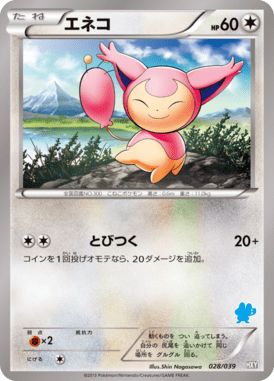 たね
エネコ
HP60
全国図鑑NO.300 こねこポケモン 高さ:0.6m 重さ:11.0kg
とびつく 20+
コインを1回投げオモテなら、20ダメージを追加。
弱点 抵抗力
×2
にげる
動くものを つい 追ってしまう。
自分の 尻尾を 追いかけて 同じ
場所を グルグル 回る。
Illus.Shin Nagasawa 028/039
©2013 Pokémon/Nintendo/Creatures/GAME FREAK.